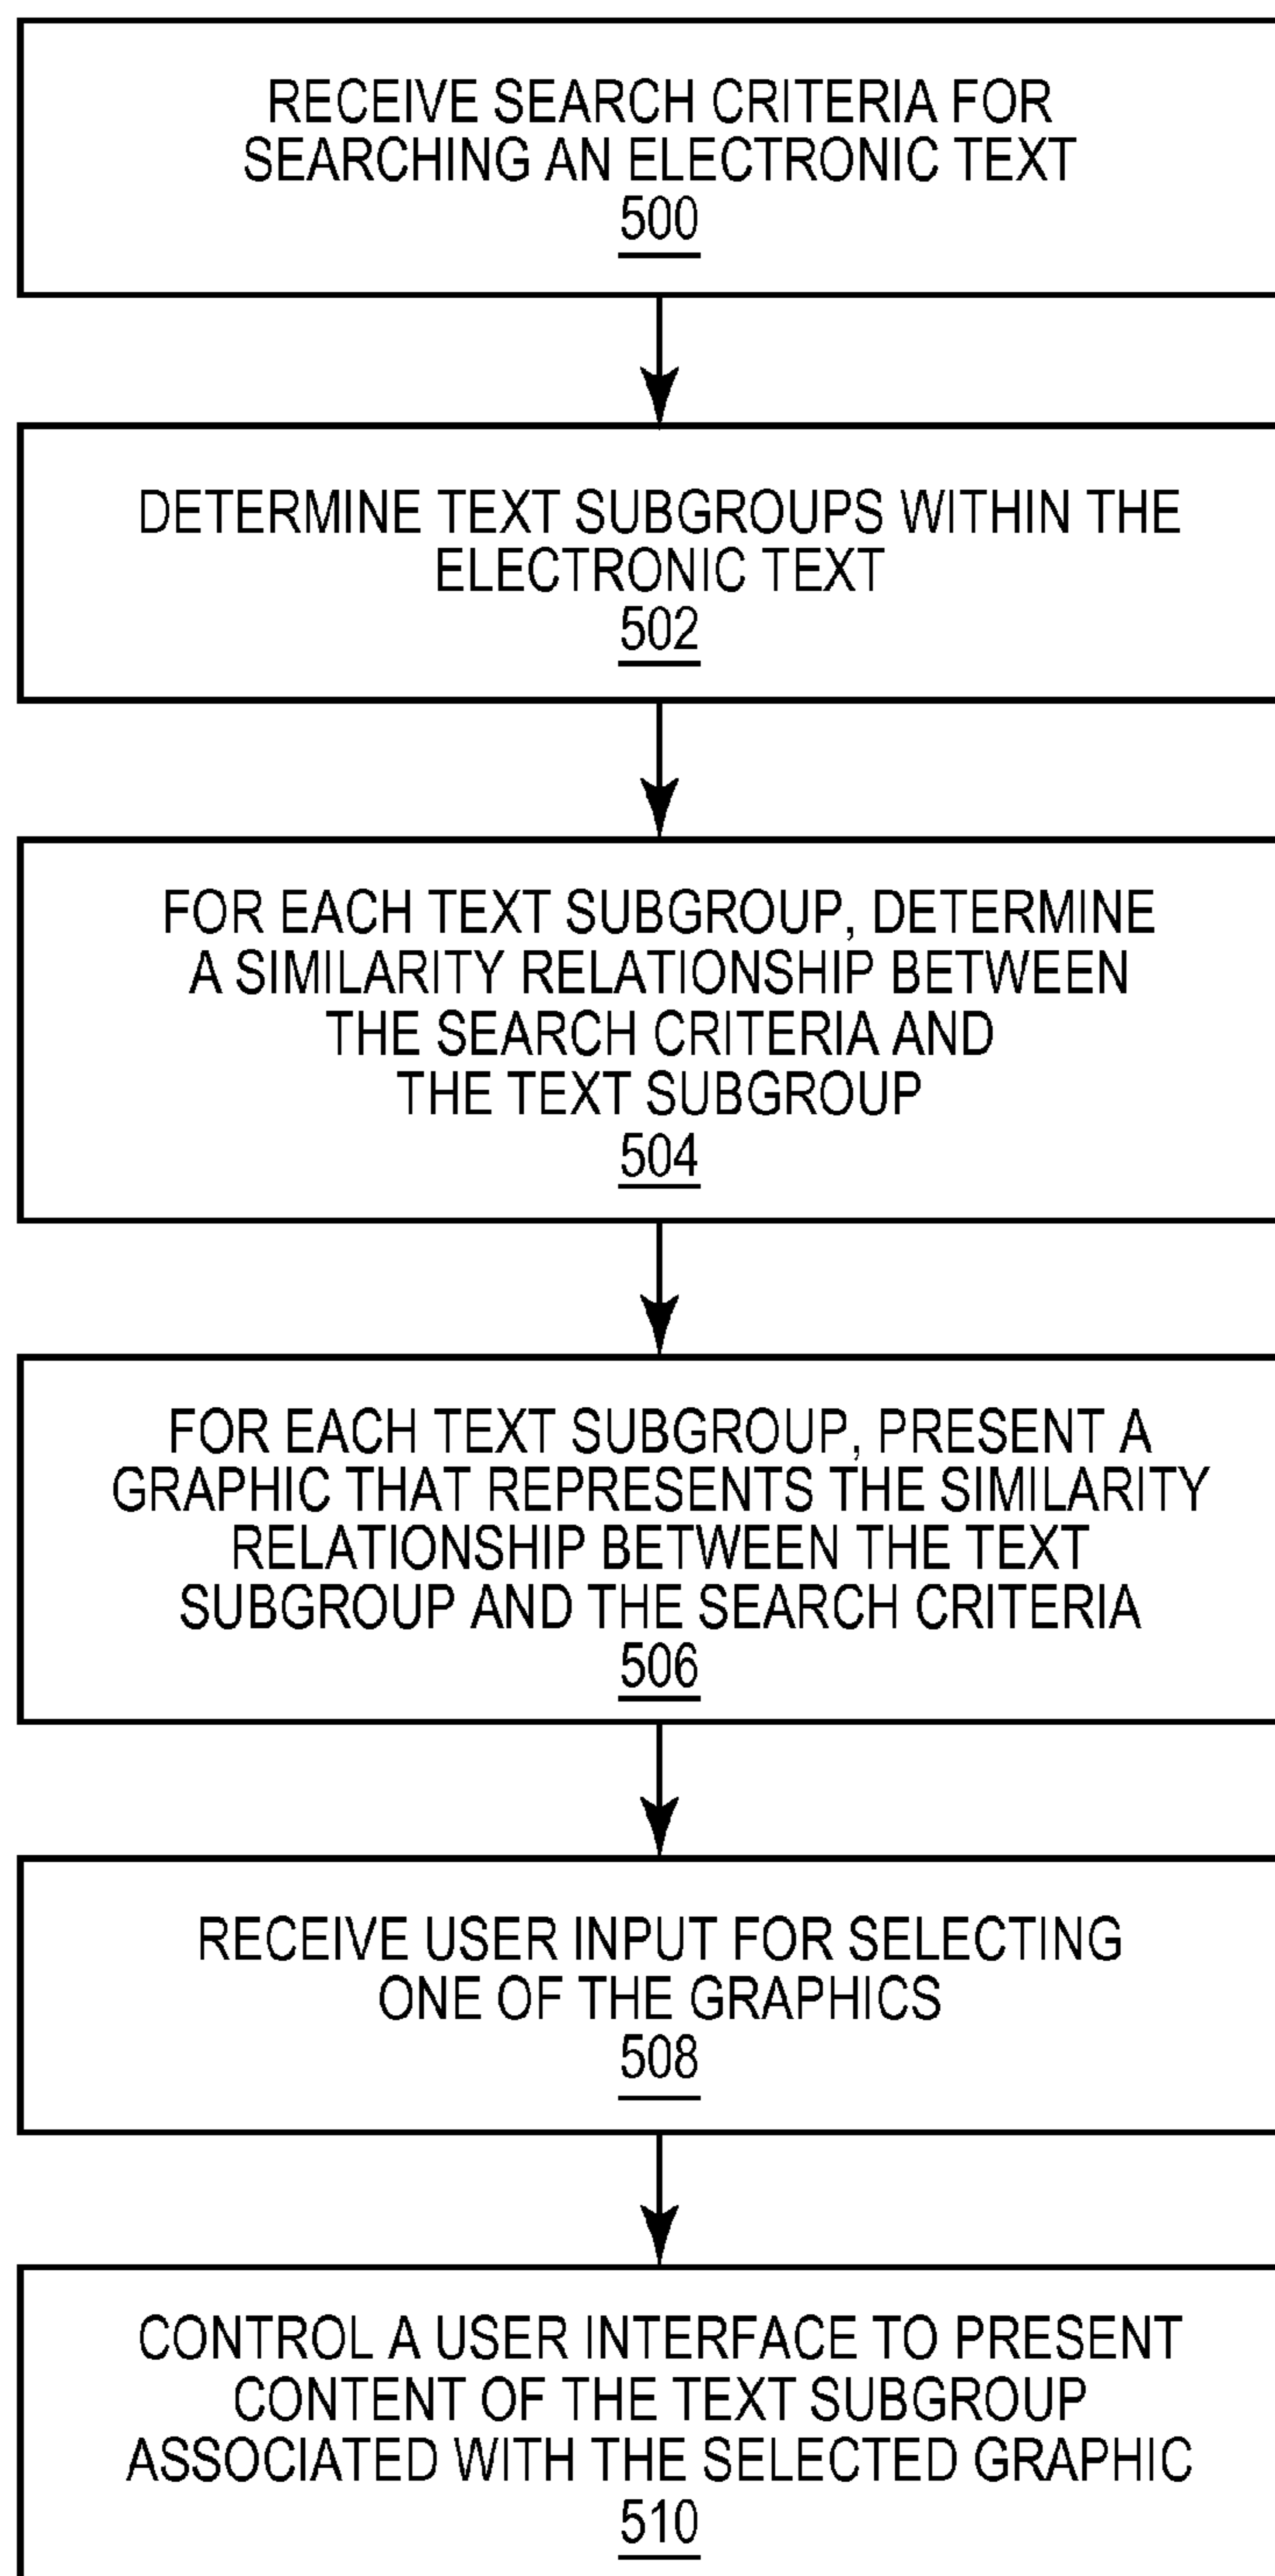 RECEIVE SEARCH CRITERIA FOR
SEARCHING AN ELECTRONIC TEXT
500
DETERMINE TEXT SUBGROUPS WITHIN THE
ELECTRONIC TEXT
502
FOR EACH TEXT SUBGROUP, DETERMINE
A SIMILARITY RELATIONSHIP BETWEEN
THE SEARCH CRITERIA AND
THE TEXT SUBGROUP
504
FOR EACH TEXT SUBGROUP, PRESENT A
GRAPHIC THAT REPRESENTS THE SIMILARITY
RELATIONSHIP BETWEEN THE TEXT
SUBGROUP AND THE SEARCH CRITERIA
506
RECEIVE USER INPUT FOR SELECTING
ONE OF THE GRAPHICS
508
CONTROL A USER INTERFACE TO PRESENT
CONTENT OF THE TEXT SUBGROUP
ASSOCIATED WITH THE SELECTED GRAPHIC
510